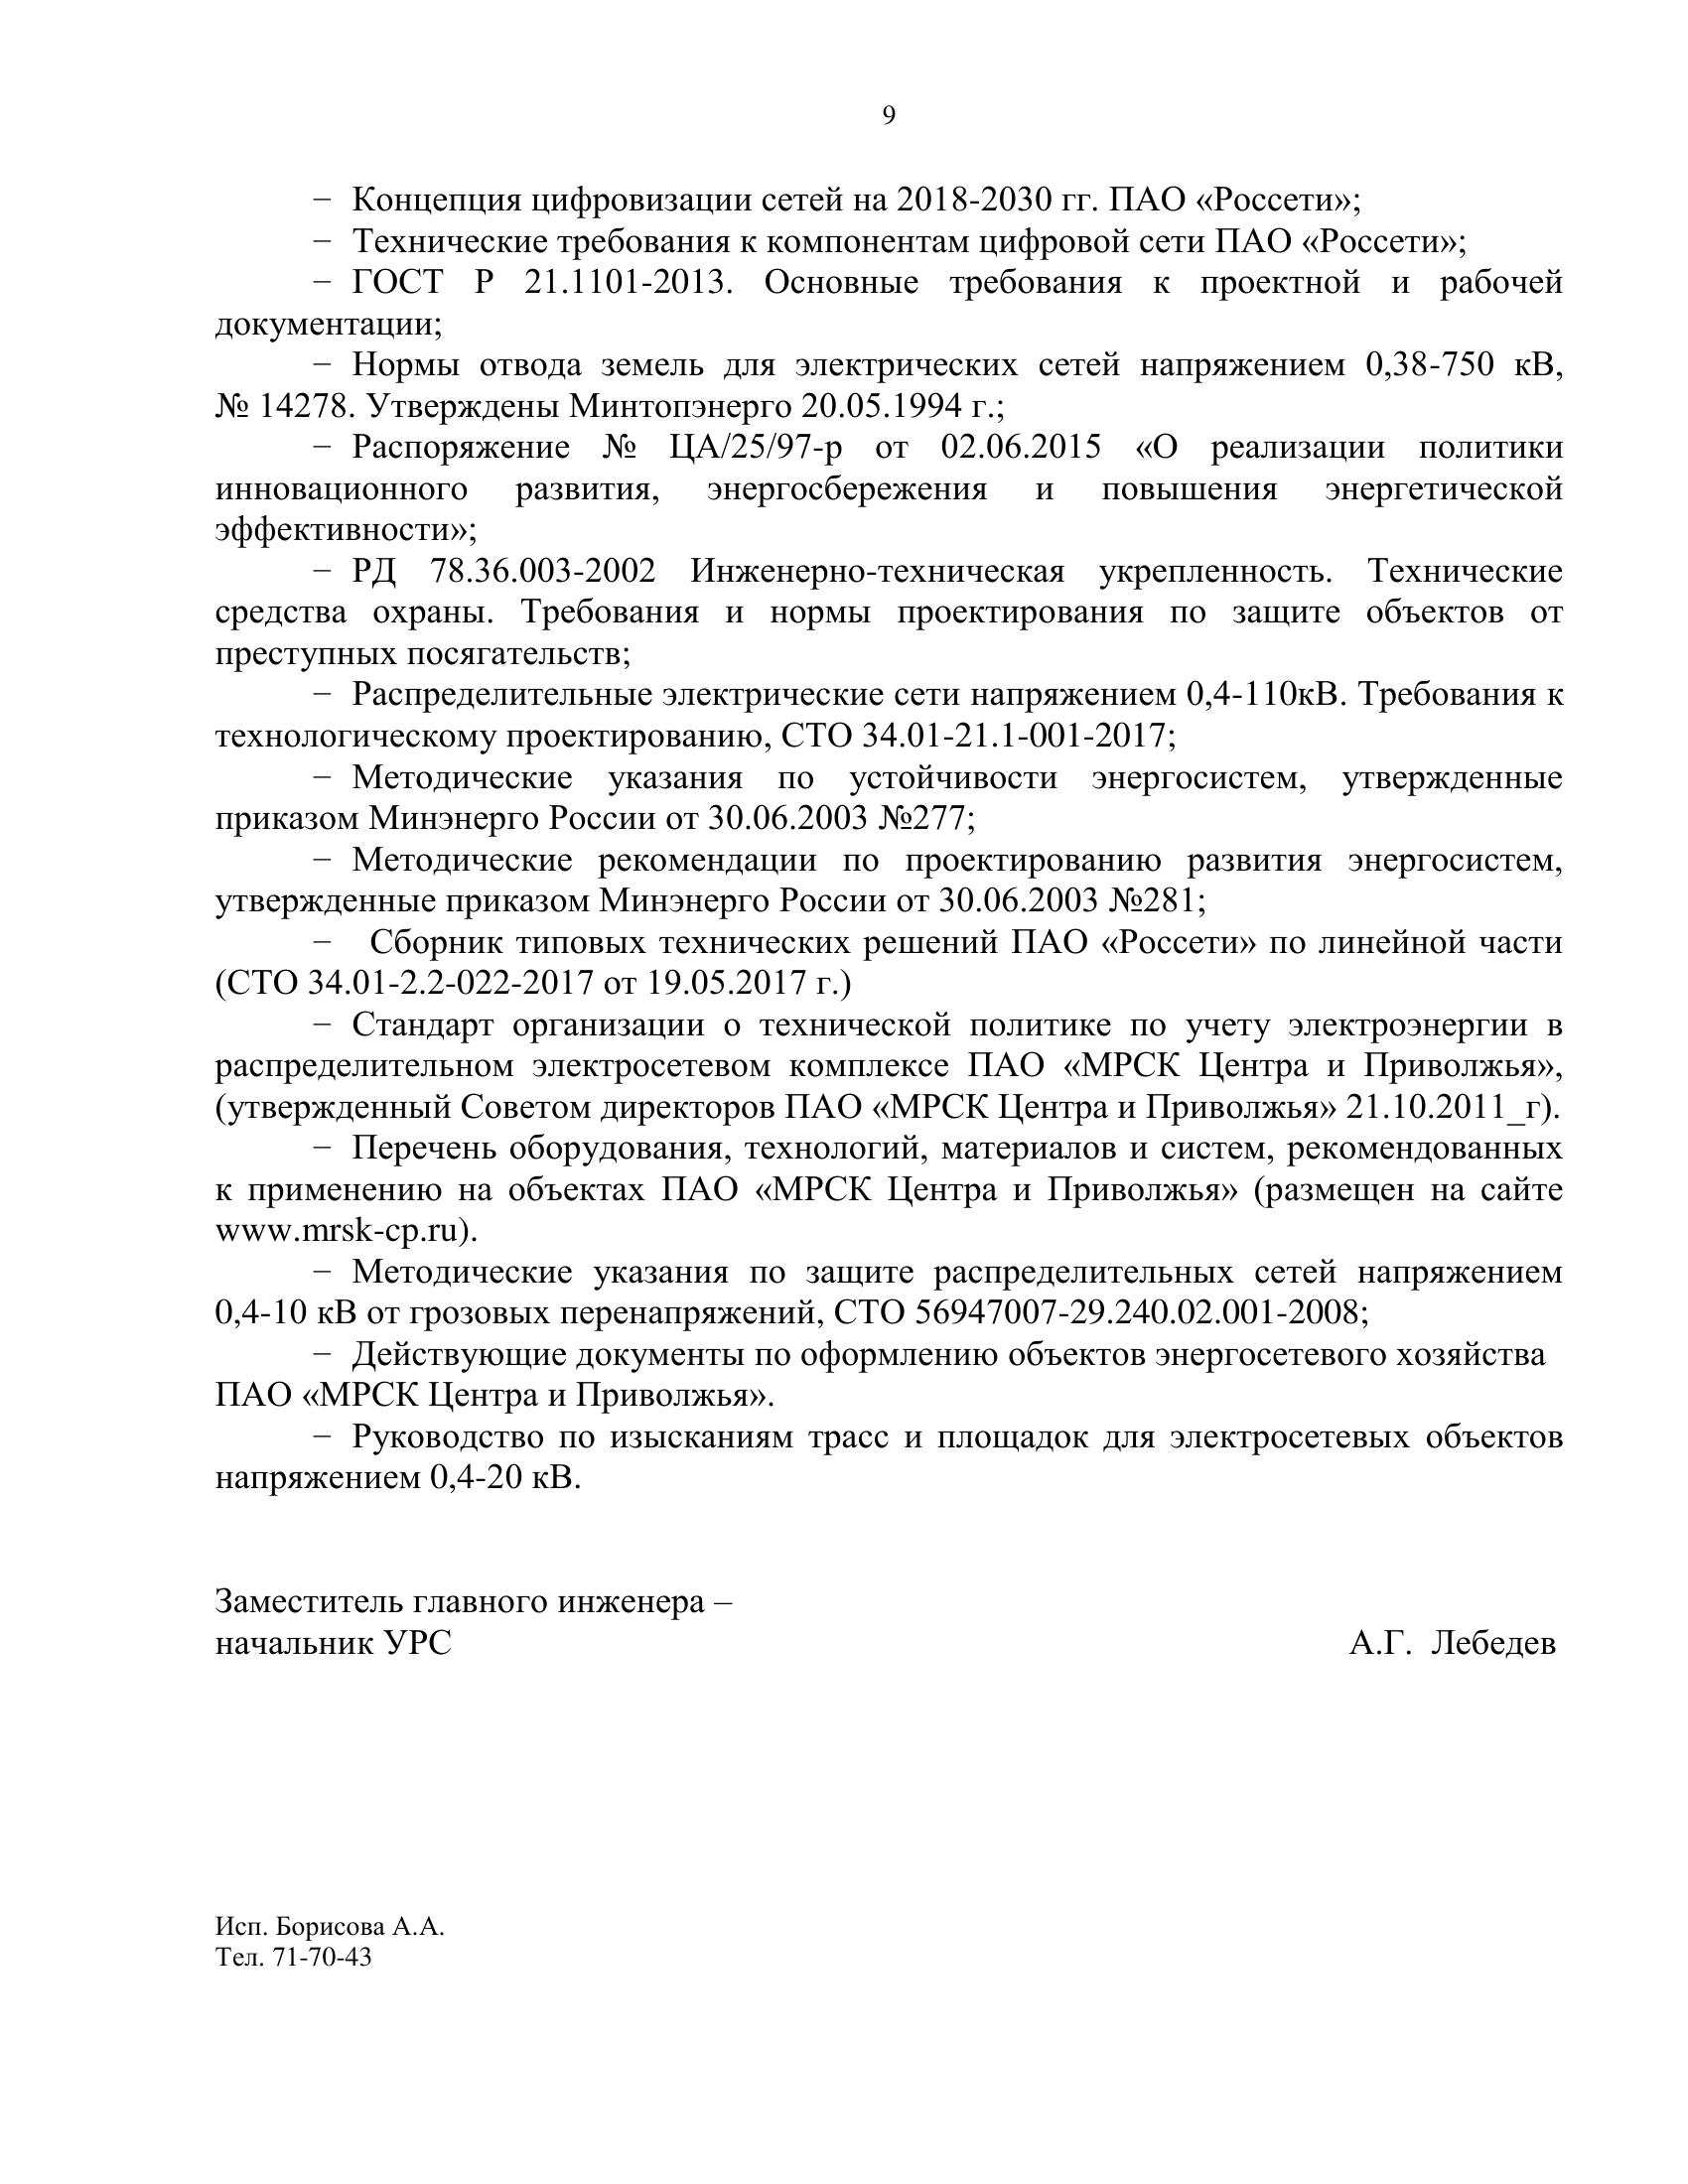 9
− Концепция цифровизации сетей на 2018-2030 гг. ПАО «Россети»;
− Технические требования к компонентам цифровой сети ПАО «Россети»;
− ГОСТ Р 21.1101-2013. Основные требования к проектной и рабочей
документации;
− Нормы отвода земель для электрических сетей напряжением 0,38-750 кВ,
№ 14278. Утверждены Минтопэнерго 20.05.1994 г.;
− Распоряжение № ЦА/25/97-р от 02.06.2015 «О реализации политики
инновационного развития, энергосбережения и повышения энергетической
эффективности»;
− РД 78.36.003-2002 Инженерно-техническая укрепленность. Технические
средства охраны. Требования и нормы проектирования по защите объектов от
преступных посягательств;
− Распределительные электрические сети напряжением 0,4-110кВ. Требования к
технологическому проектированию, СТО 34.01-21.1-001-2017;
− Методические указания по устойчивости энергосистем, утвержденные
приказом Минэнерго России от 30.06.2003 №277;
− Методические рекомендации по проектированию развития энергосистем,
утвержденные приказом Минэнерго России от 30.06.2003 №281;
− Сборник типовых технических решений ПАО «Россети» по линейной части
(СТО 34.01-2.2-022-2017 от 19.05.2017 г.)
− Стандарт организации о технической политике по учету электроэнергии в
распределительном электросетевом комплексе ПАО «МРСК Центра и Приволжья»,
(утвержденный Советом директоров ПАО «МРСК Центра и Приволжья» 21.10.2011_г).
− Перечень оборудования, технологий, материалов и систем, рекомендованных
к применению на объектах ПАО «МРСК Центра и Приволжья» (размещен на сайте
www.mrsk-cp.ru).
− Методические указания по защите распределительных сетей напряжением
0,4-10 кВ от грозовых перенапряжений, СТО 56947007-29.240.02.001-2008;
− Действующие документы по оформлению объектов энергосетевого хозяйства
ПАО «МРСК Центра и Приволжья».
− Руководство по изысканиям трасс и площадок для электросетевых объектов
напряжением 0,4-20 кВ.
Заместитель главного инженера –
начальник УРС А.Г. Лебедев
Исп. Борисова А.А.
Тел. 71-70-43